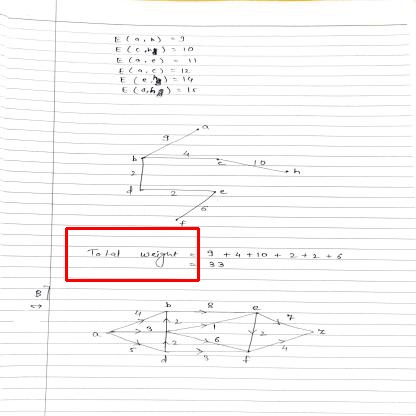 E (a, b) = 9
E (c, h) = 10
E (a, e) = 11
E (a, c) = 12
E (e, h) = 14
E (d, h) = 15
a
9
b 4 c 10 h
2
d 2 e
6
f
Total weight = 9 + 4 + 10 + 2 + 2 + 6
= 33
B]
b 8 e
4 2 7
a 3 1 2 z
5 2 6 4
d 3 f